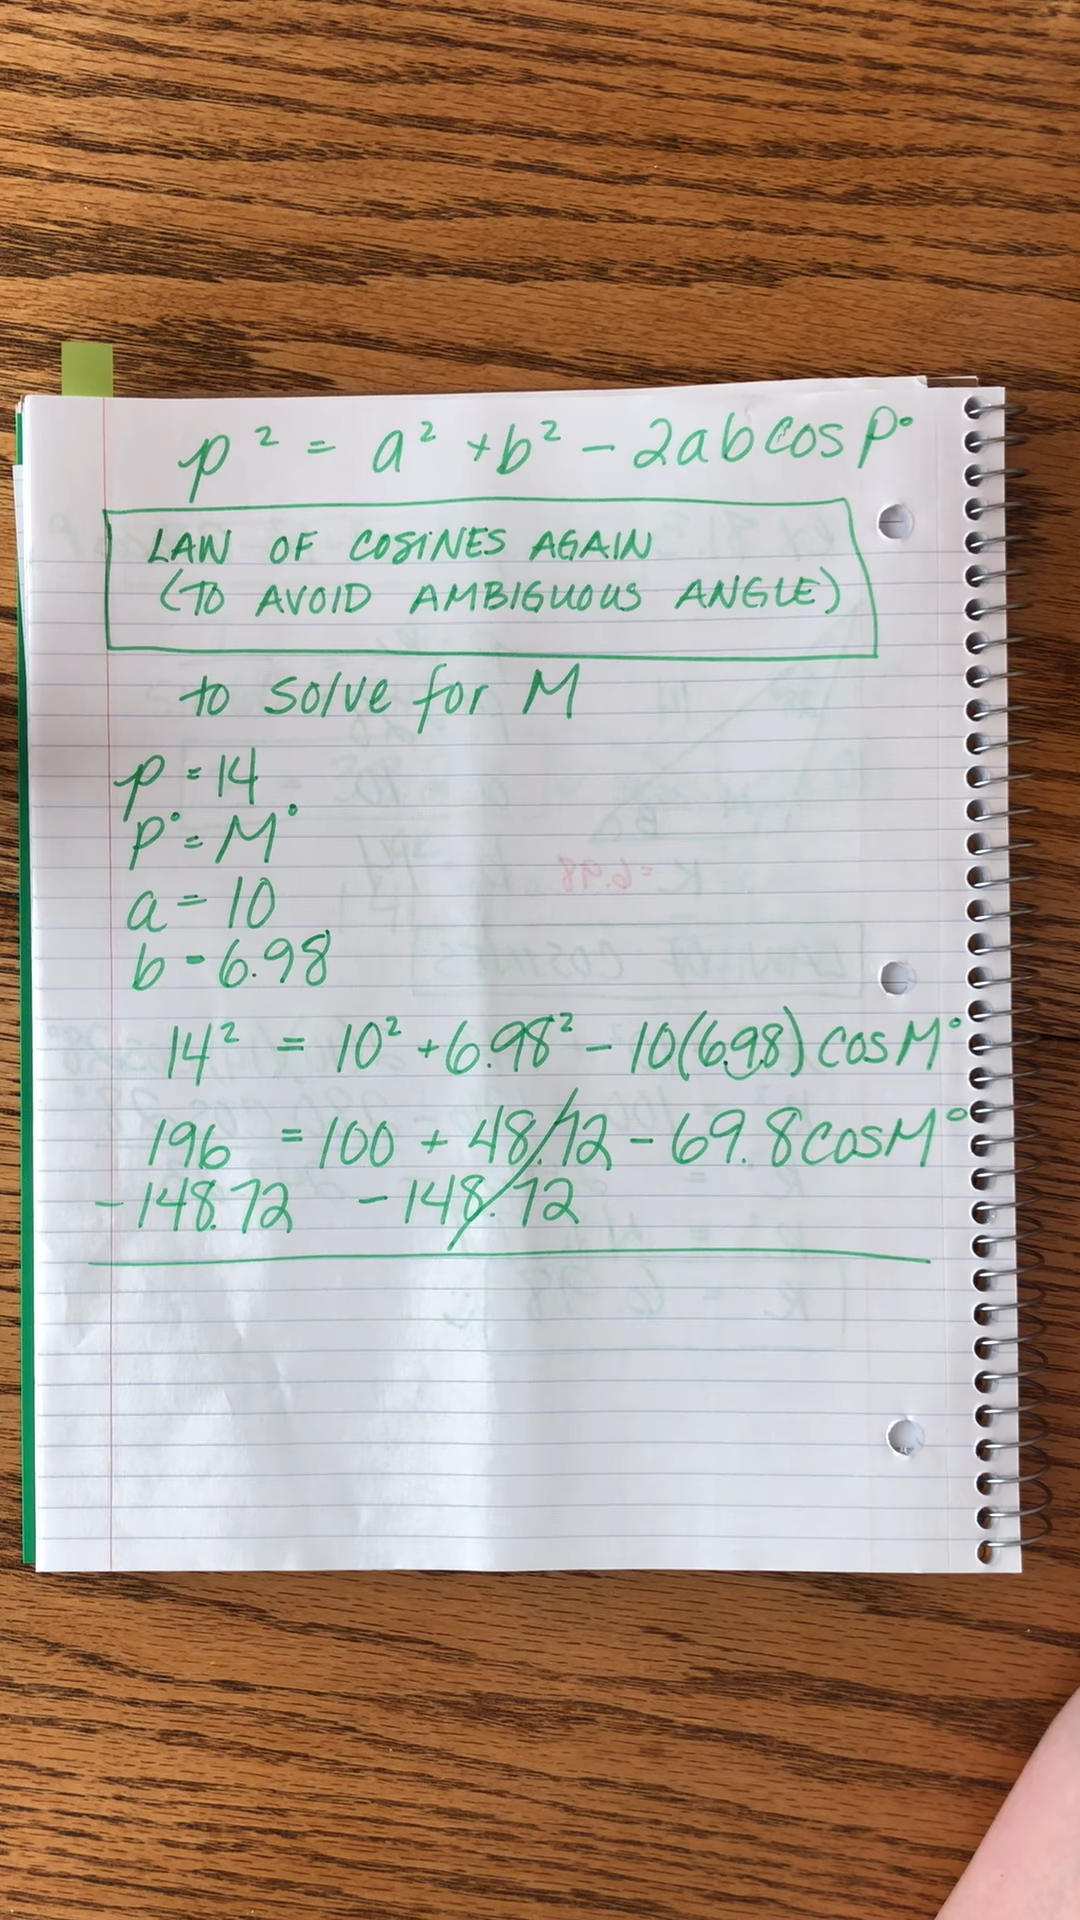 p² = a² + b² - 2ab cos P°
LAW OF COSINES AGAIN
(TO AVOID AMBIGUOUS ANGLE)
to solve for M
p = 14
P° = M°
a = 10
b = 6.98
14² = 10² + 6.98² - 10(6.98) cos M°
196 = 100 + 48.72 - 69.8 cos M°
- 148.72 - 148.72